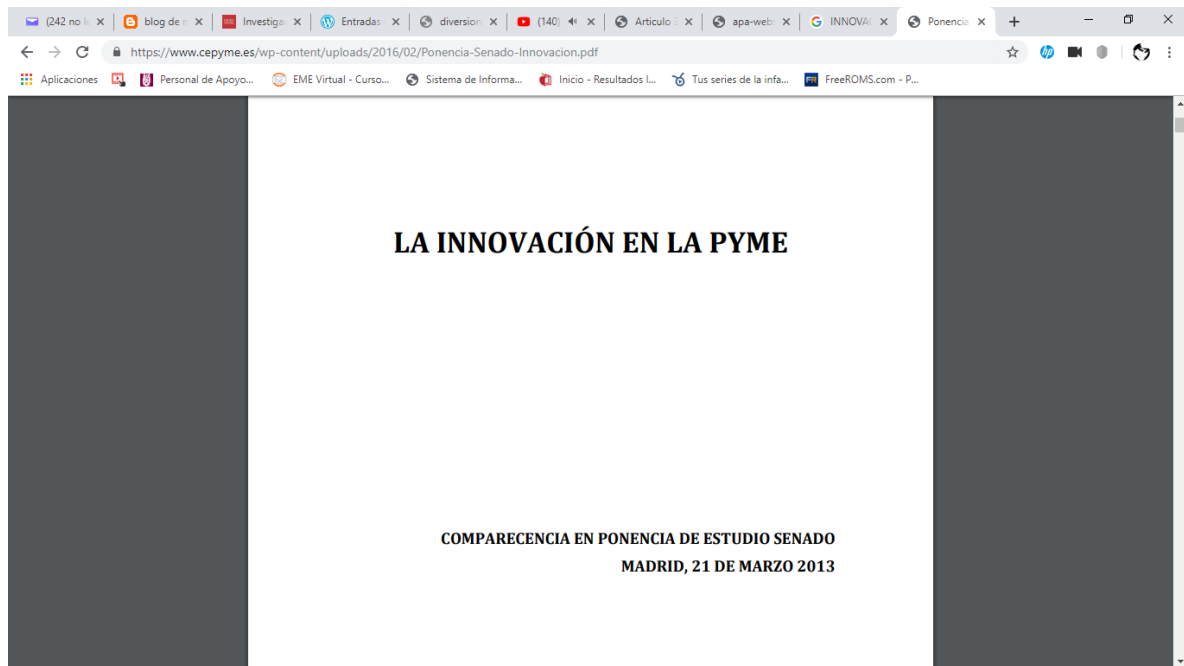 (242 no l
blog de m
Investiga
Entradas
diversion
(140)
Articulo
apa-web
INNOVA
Ponencia
https://www.cepyme.es/wp-content/uploads/2016/02/Ponencia-Senado-Innovacion.pdf
Aplicaciones Personal de Apoyo... EME Virtual - Curso... Sistema de Informa... Inicio - Resultados I... Tus series de la infa... FreeROMS.com - P...
LA INNOVACIÓN EN LA PYME
COMPARECENCIA EN PONENCIA DE ESTUDIO SENADO
MADRID, 21 DE MARZO 2013